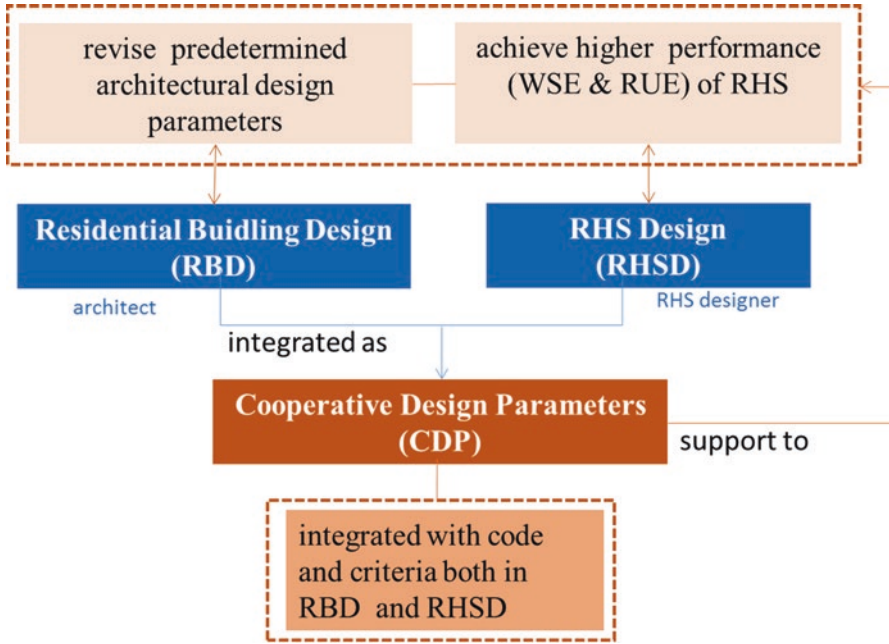 revise predetermined
architectural design
parameters
achieve higher performance
(WSE & RUE) of RHS
Residential Buidling Design
(RBD)
RHS Design
(RHSD)
architect
RHS designer
integrated as
Cooperative Design Parameters
(CDP)
support to
integrated with code
and criteria both in
RBD and RHSD